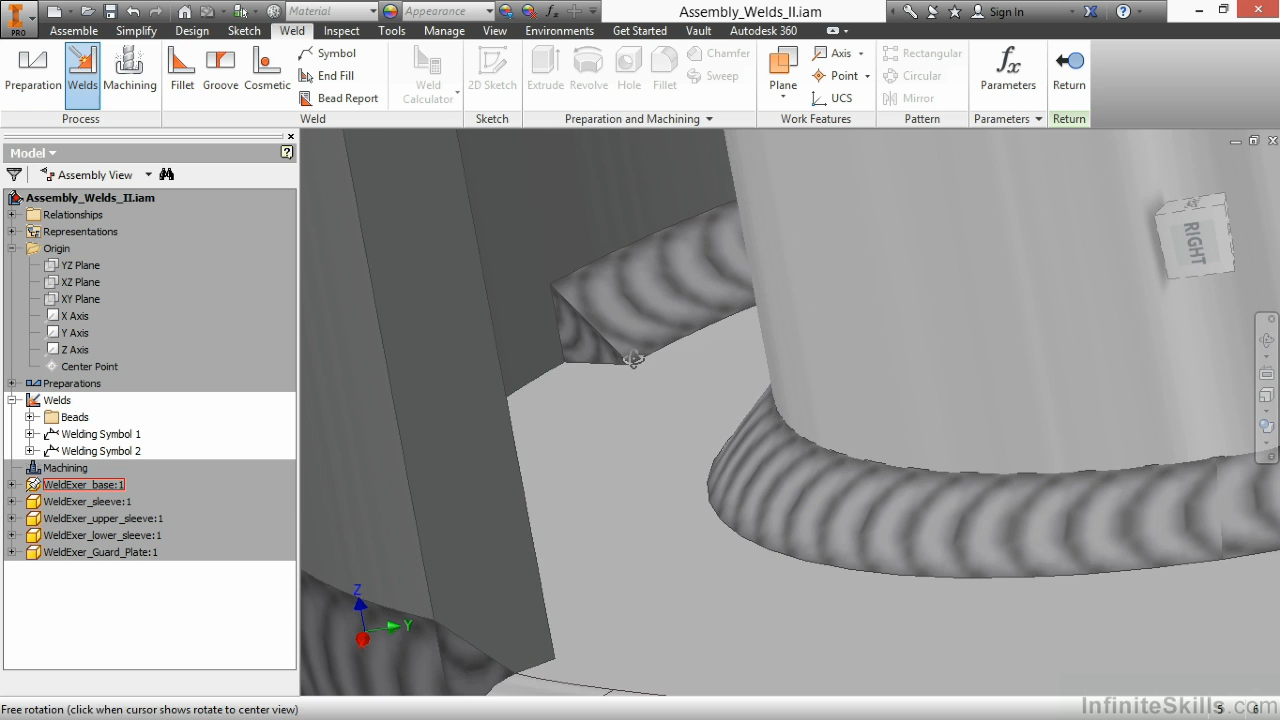 Material
Appearance
Assembly_Welds_II.iam
Sign In
PRO
Assemble Simplify Design Sketch Weld Inspect Tools Manage View Environments Get Started Vault Autodesk 360
Preparation Welds Machining
Process
Fillet Groove Cosmetic
Symbol
End Fill
Bead Report
Weld Calculator
Weld
2D Sketch
Sketch
Extrude Revolve Hole Fillet
Chamfer
Sweep
Preparation and Machining
Plane
Axis
Point
UCS
Work Features
Rectangular
Circular
Mirror
Pattern
fx
Parameters
Parameters
Return
Return
Model
Assembly View
Assembly_Welds_II.iam
Relationships
Representations
Origin
YZ Plane
XZ Plane
XY Plane
X Axis
Y Axis
Z Axis
Center Point
Preparations
Welds
Beads
Welding Symbol 1
Welding Symbol 2
Machining
WeldExer_base:1
WeldExer_sleeve:1
WeldExer_upper_sleeve:1
WeldExer_lower_sleeve:1
WeldExer_Guard_Plate:1
RIGHT
Z
Y
Free rotation (click when cursor shows rotate to center view)
5 6
InfiniteSkills.com